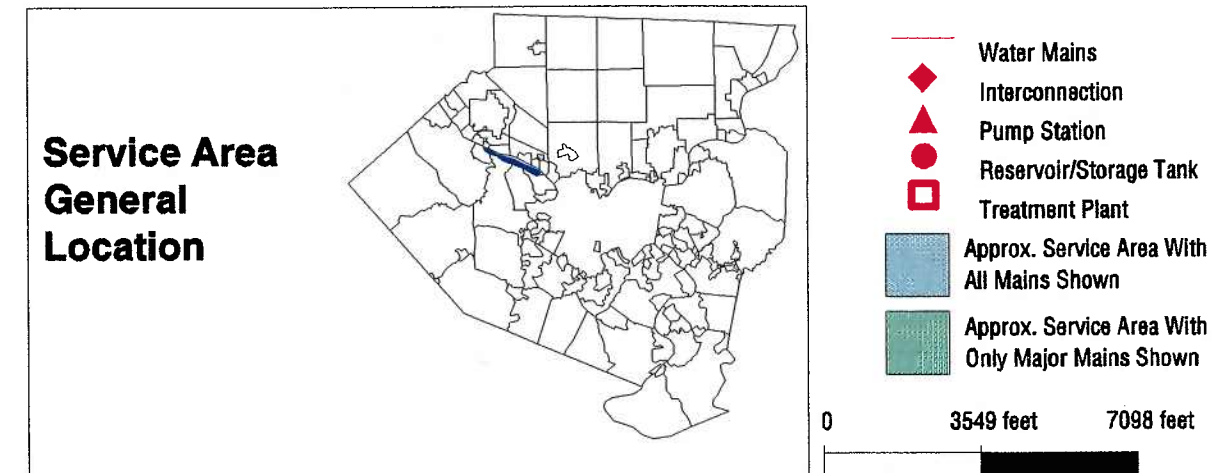 Service Area
General
Location
Water Mains
Interconnection
Pump Station
Reservoir/Storage Tank
Treatment Plant
Approx. Service Area With
All Mains Shown
Approx. Service Area With
Only Major Mains Shown
0 3549 feet 7098 feet